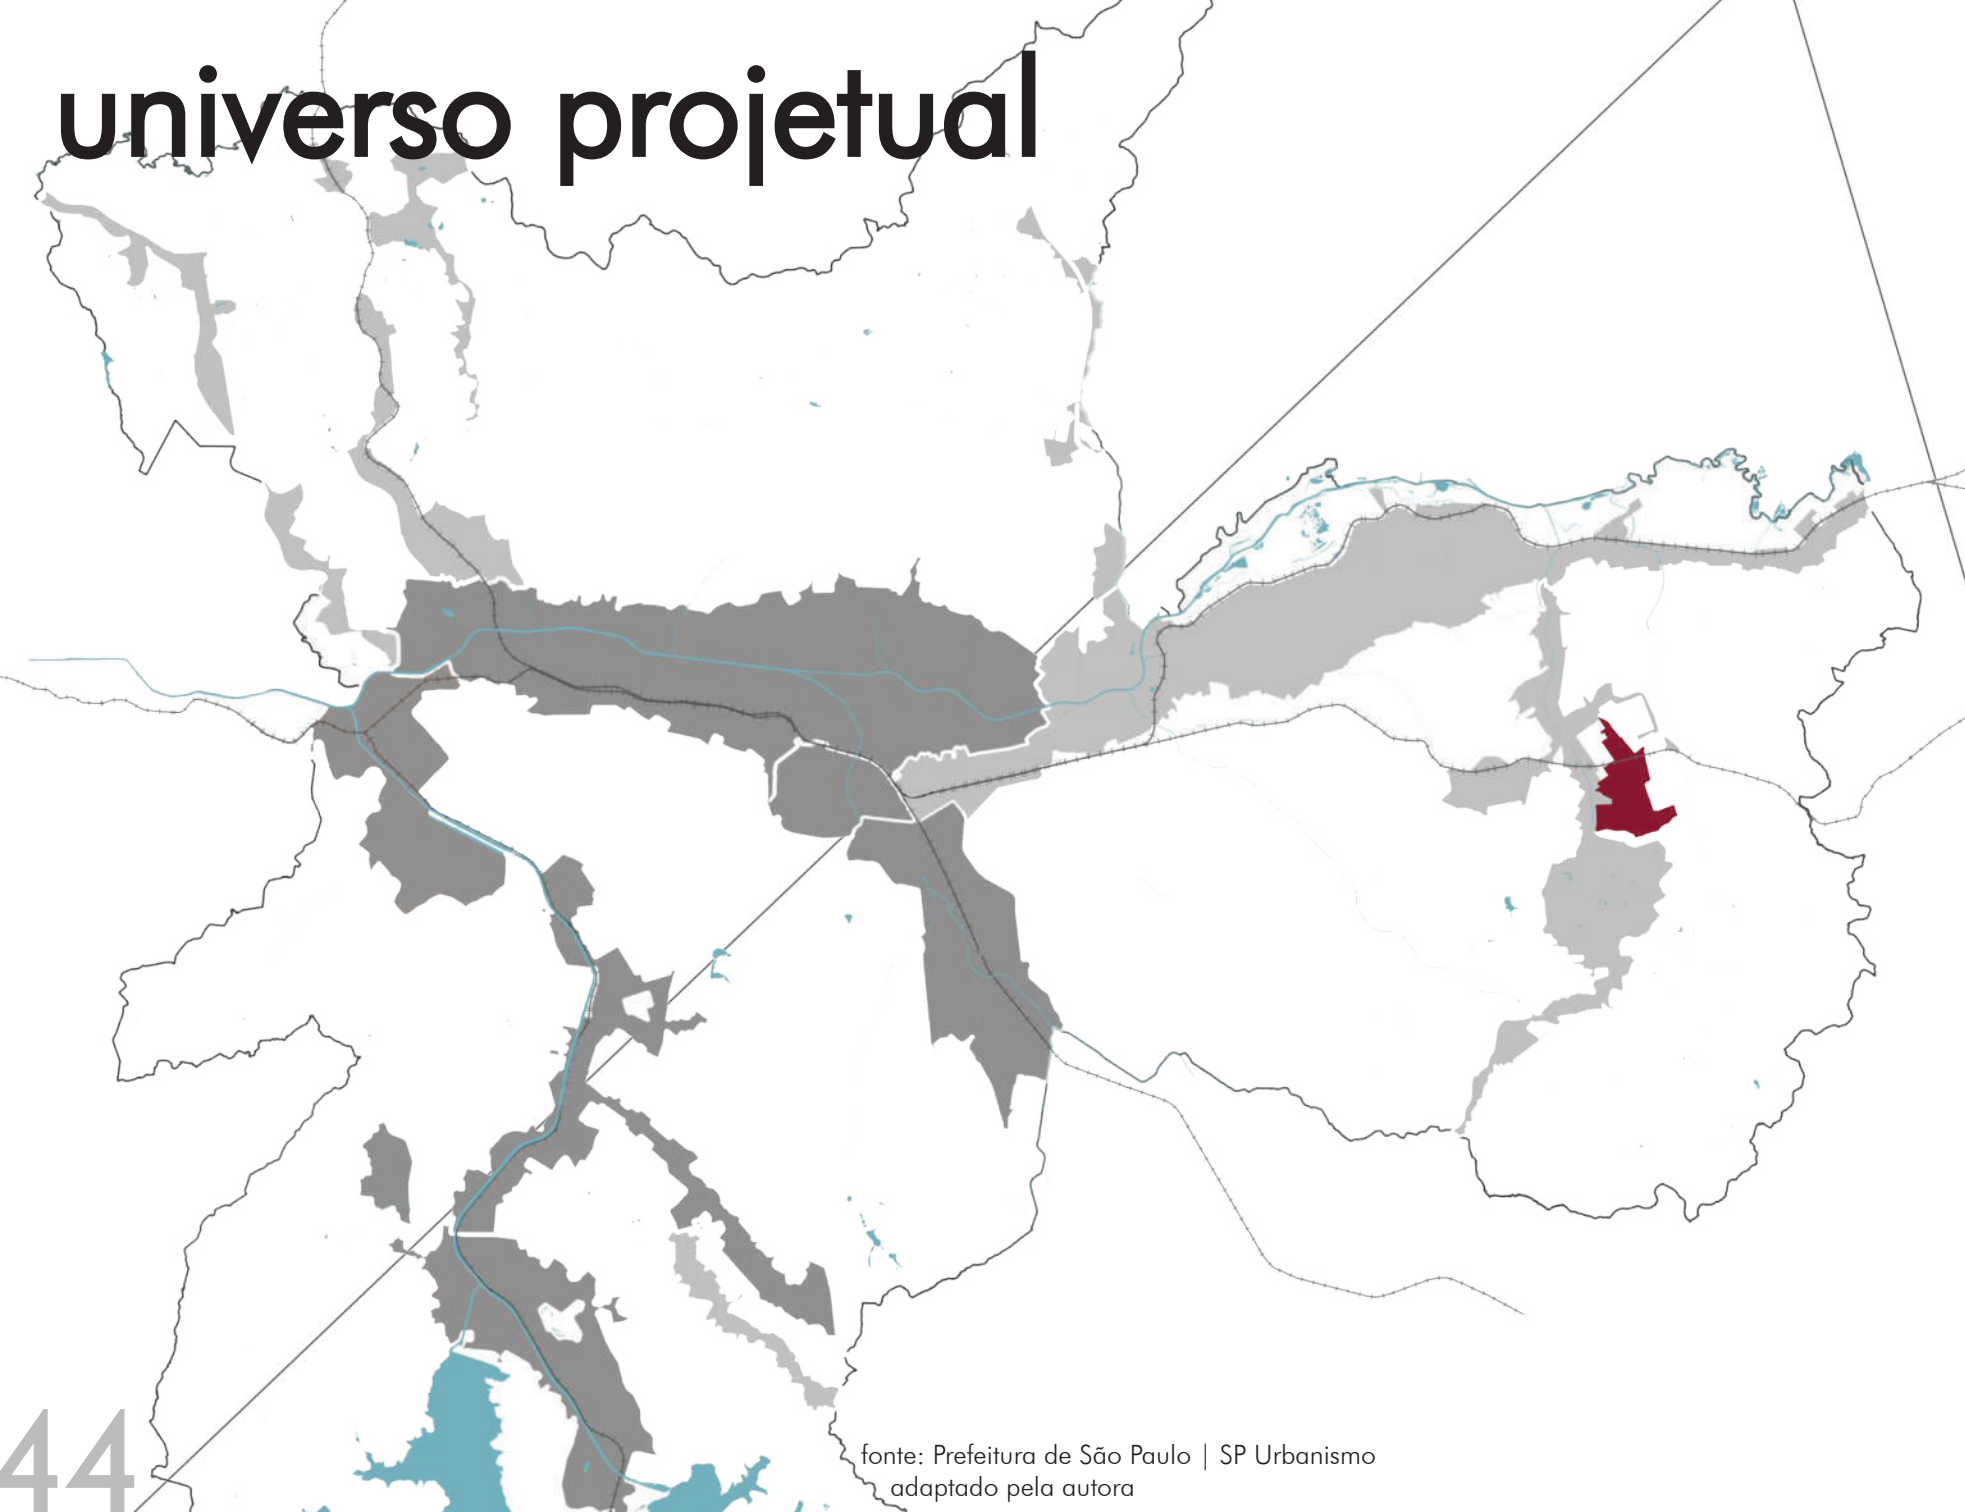 universo projetual
fonte: Prefeitura de São Paulo | SP Urbanismo
adaptado pela autora
44